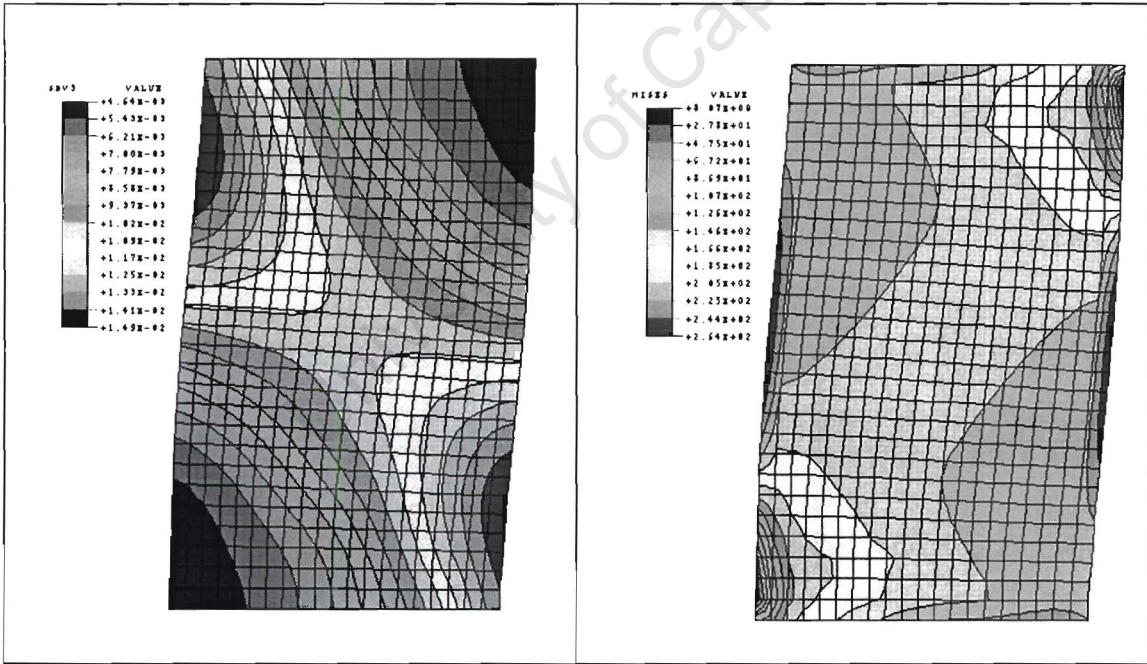 SDV3 VALUE
+4.64E-03
+5.43E-03
+6.21E-03
+7.00E-03
+7.79E-03
+8.58E-03
+9.37E-03
+1.02E-02
+1.09E-02
+1.17E-02
+1.25E-02
+1.33E-02
+1.41E-02
+1.49E-02
MISES VALUE
+8.07E+00
+2.78E+01
+4.75E+01
+6.72E+01
+8.69E+01
+1.07E+02
+1.26E+02
+1.46E+02
+1.66E+02
+1.85E+02
+2.05E+02
+2.25E+02
+2.44E+02
+2.64E+02
University of Cap